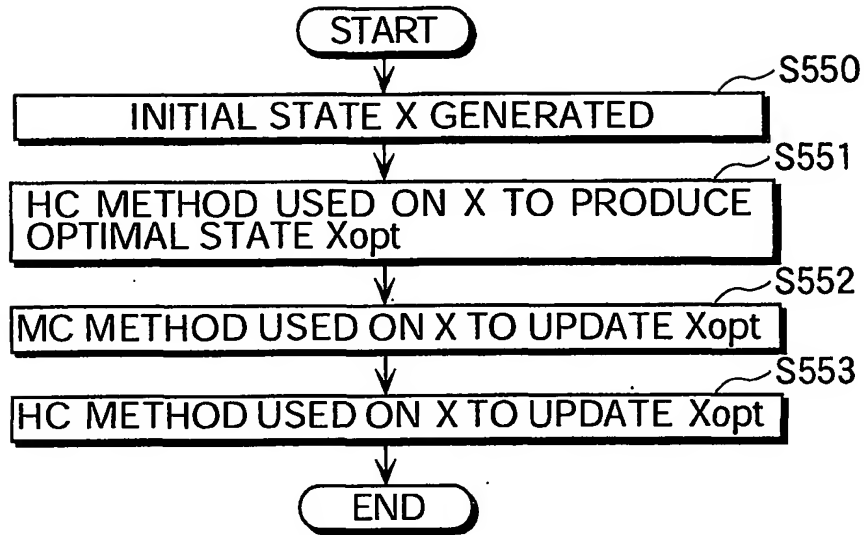 START
S550
INITIAL STATE X GENERATED
S551
HC METHOD USED ON X TO PRODUCE
OPTIMAL STATE Xopt
S552
MC METHOD USED ON X TO UPDATE Xopt
S553
HC METHOD USED ON X TO UPDATE Xopt
END